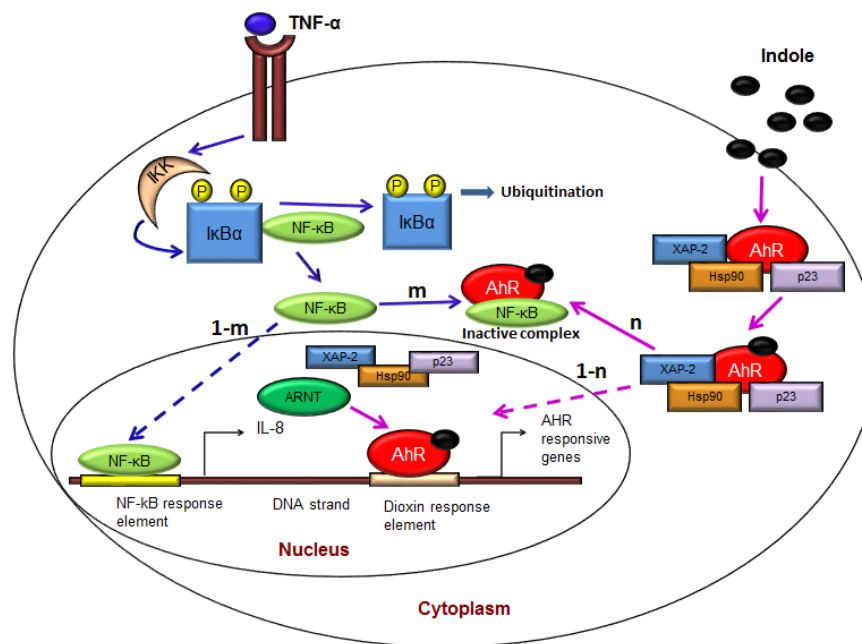 TNF-α
Indole
IKK
P
P
IκBα
NF-κB
P
P
IκBα
Ubiquitination
XAP-2
AhR
Hsp90
p23
NF-κB
m
AhR
NF-κB
Inactive complex
n
XAP-2
AhR
Hsp90
p23
1-m
1-n
XAP-2
Hsp90
p23
ARNT
IL-8
AhR
AHR
responsive
genes
NF-κB
NF-kB response
element
DNA strand
Dioxin response
element
Nucleus
Cytoplasm